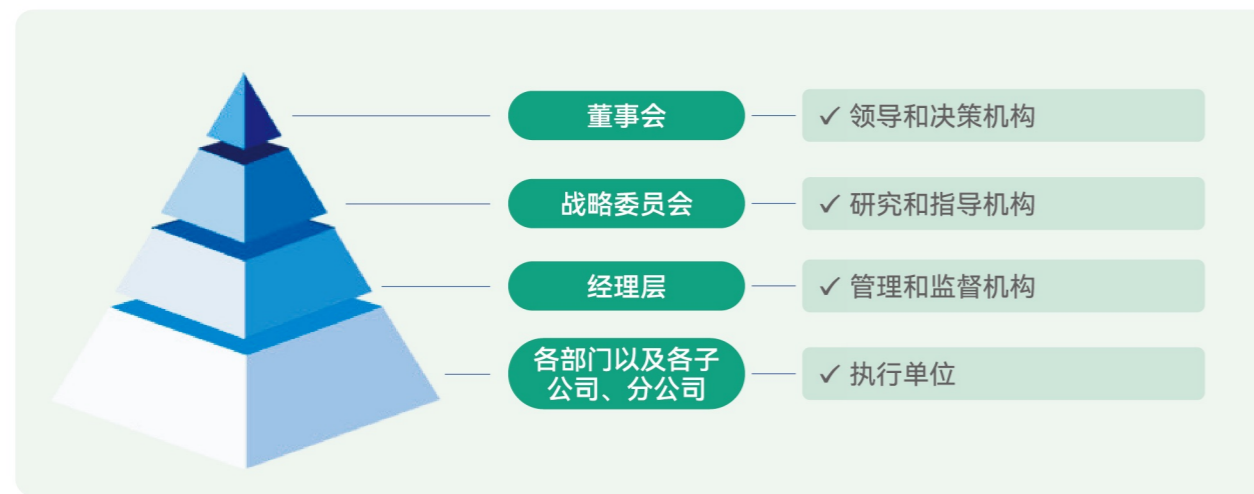 董事会
✓ 领导和决策机构
战略委员会
✓ 研究和指导机构
经理层
✓ 管理和监督机构
各部门以及各子
公司、分公司
✓ 执行单位